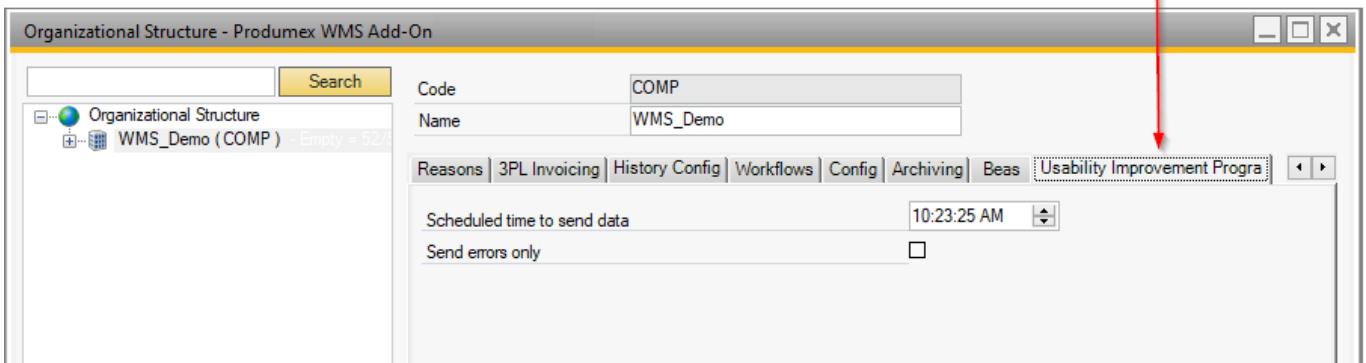 Organizational Structure - Produmex WMS Add-On
Search
Organizational Structure
WMS_Demo ( COMP ) - Empty = 52/
Code COMP
Name WMS_Demo
Reasons 3PL Invoicing History Config Workflows Config Archiving Beas Usability Improvement Progra
Scheduled time to send data 10:23:25 AM
Send errors only